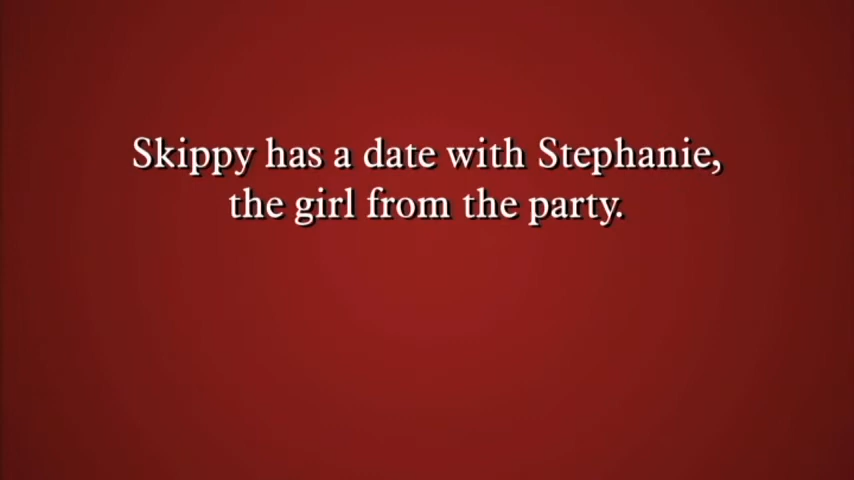 Skippy has a date with Stephanie,
the girl from the party.